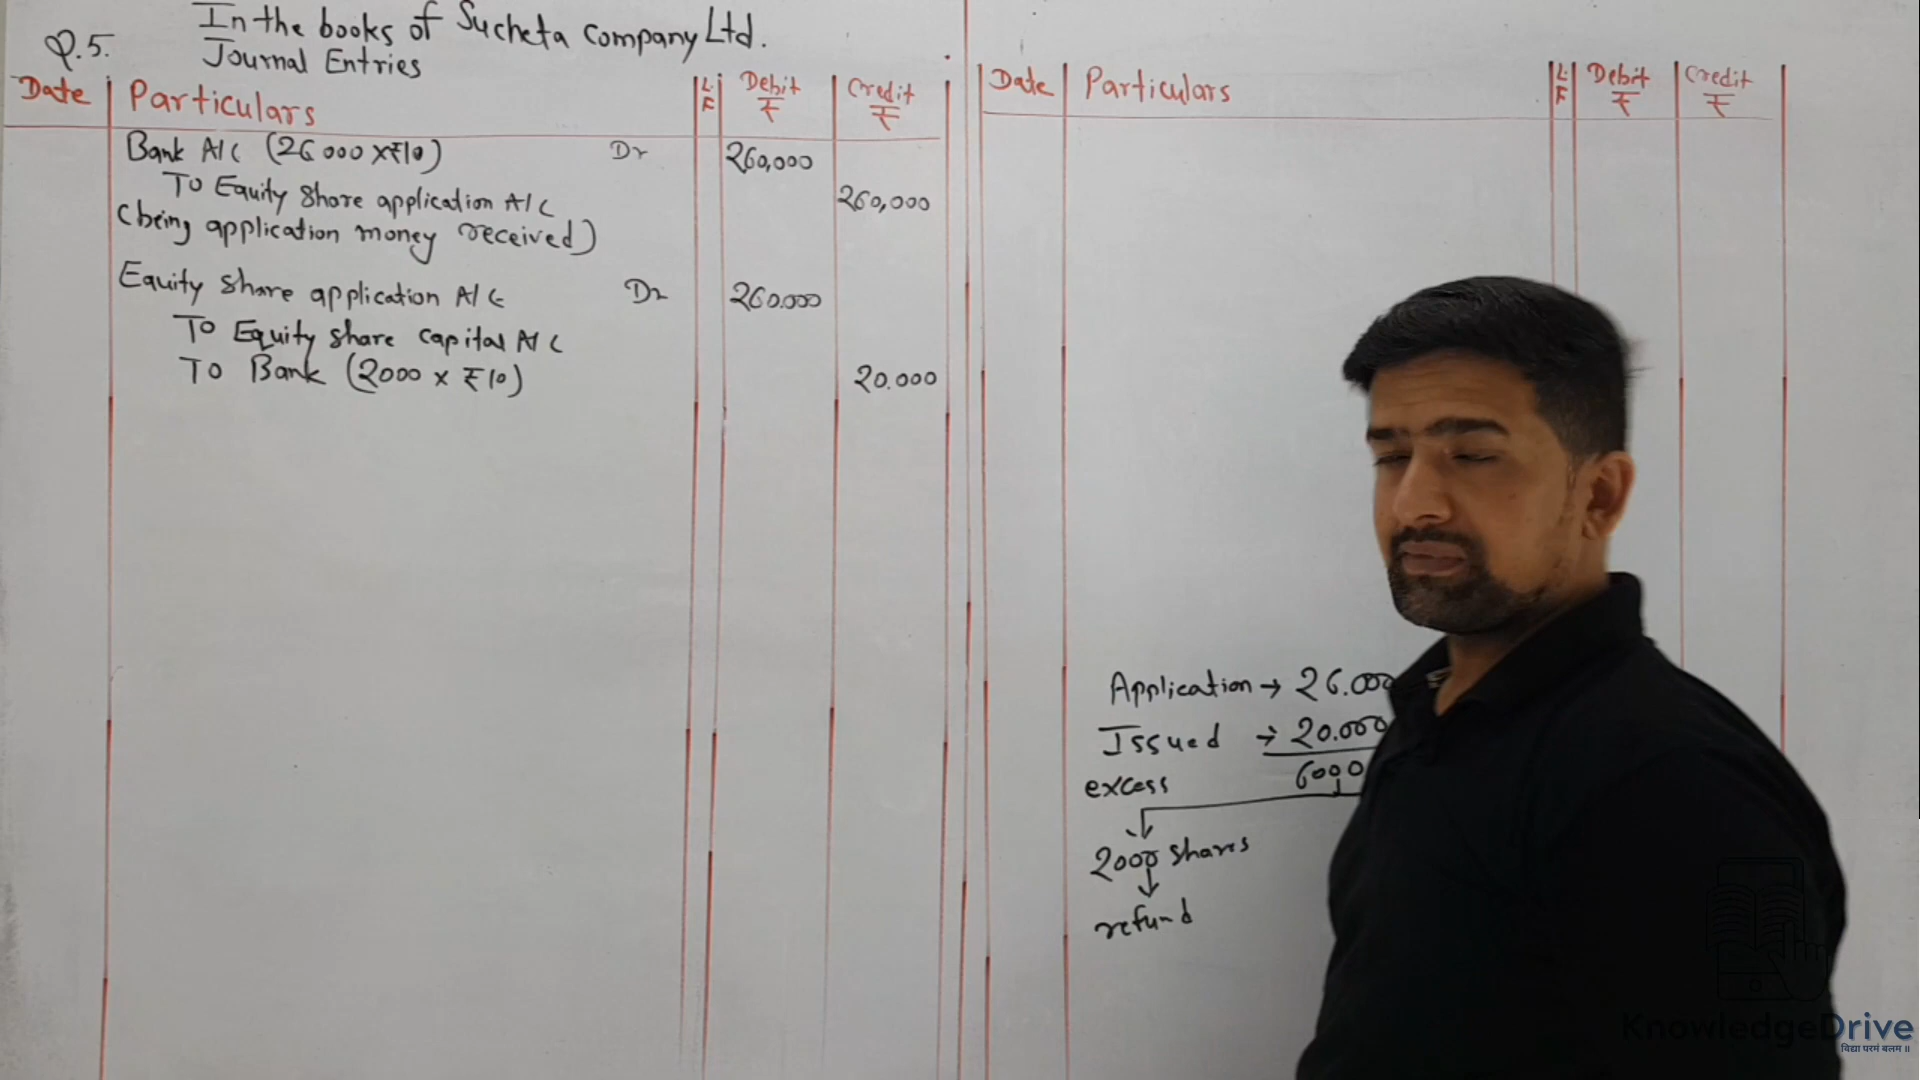 Q.5.
In the books of Sucheta Company Ltd.
Journal Entries
Date Particulars L.F Debit ₹ Credit ₹
Bank A/C (26000 x ₹10) Dr 260,000
To Equity Share application A/C 260,000
(being application money received)
Equity Share application A/C Dr 260.000
To Equity share Capital A/C
To Bank (2000 x ₹10) 20.000
Date Particulars L.F Debit ₹ Credit ₹
Application → 26.000
Issued → 20.000
excess 6000
2000 Shares
refund
KnowledgeDrive
विद्या परमं बलम ॥